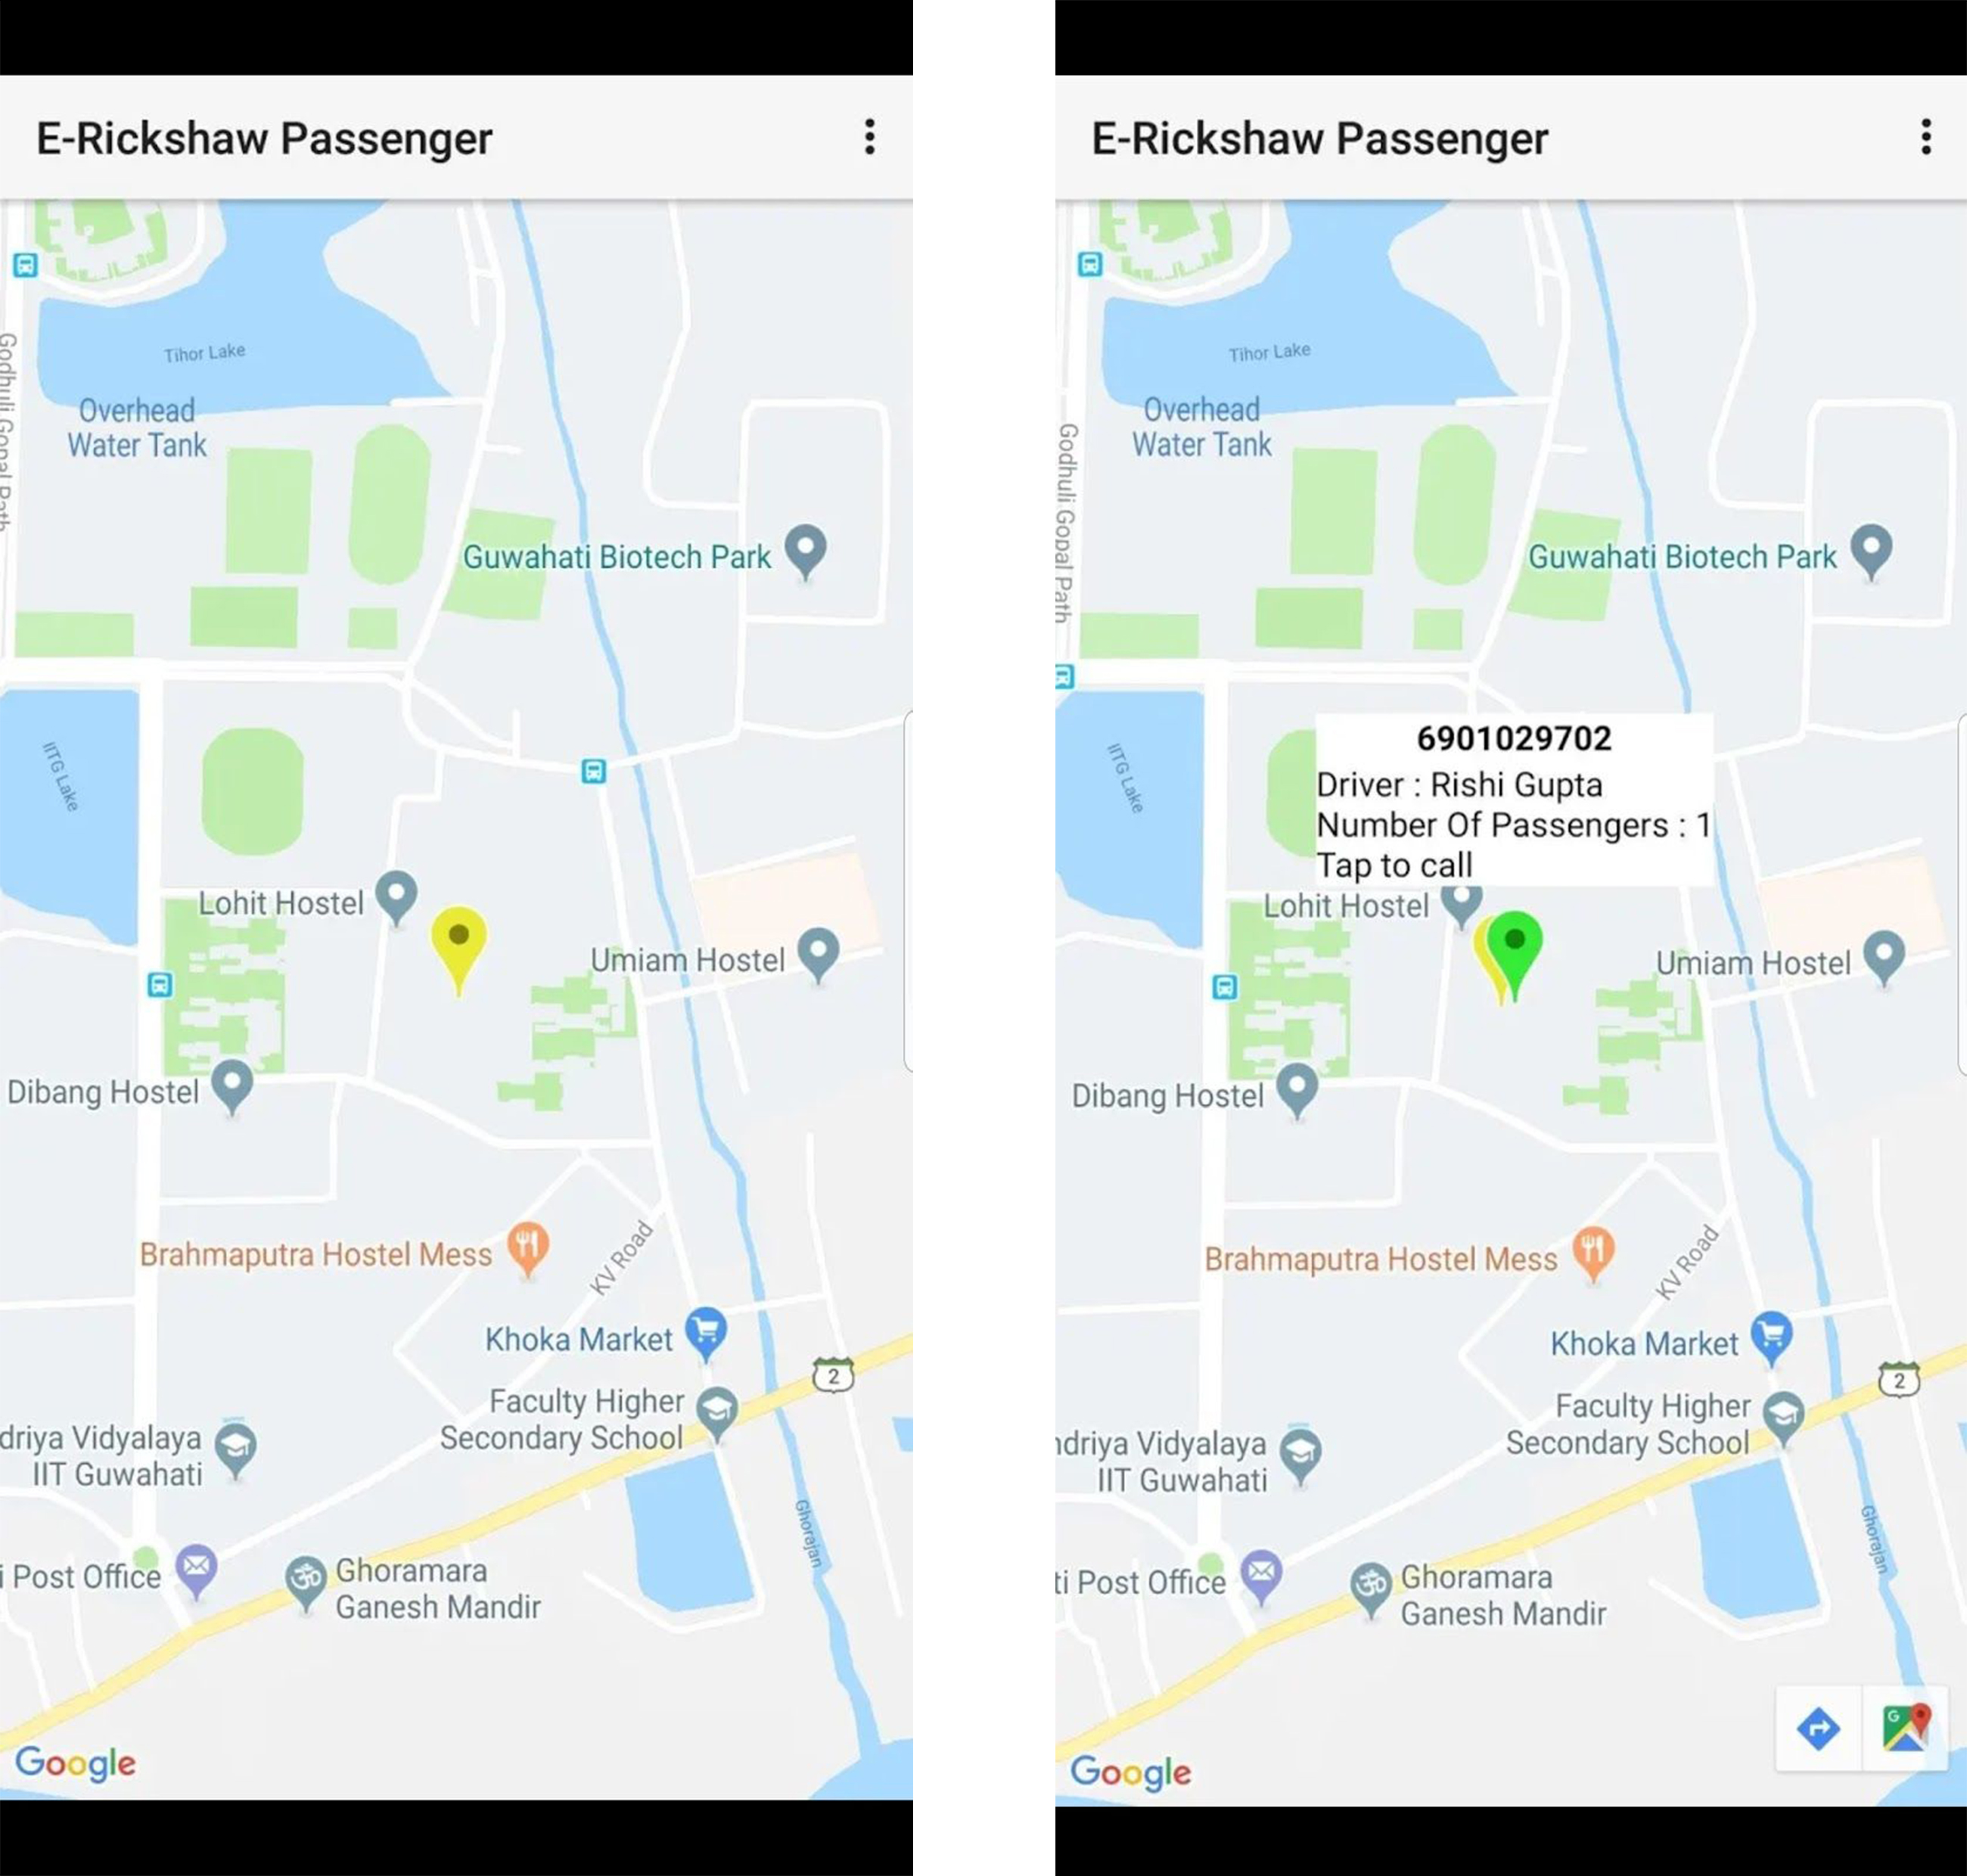 E-Rickshaw Passenger
Tihor Lake
Godhuli Gopal Path
Overhead
Water Tank
Guwahati Biotech Park
IITG Lake
Lohit Hostel
Umiam Hostel
Dibang Hostel
Brahmaputra Hostel Mess
KV Road
Khoka Market
2
Faculty Higher
Secondary School
driya Vidyalaya
IIT Guwahati
Ghorajan
i Post Office
Ghoramara
Ganesh Mandir
Google
E-Rickshaw Passenger
Tihor Lake
Overhead
Water Tank
Godhuli Gopal Path
Guwahati Biotech Park
6901029702
IITG Lake
Driver : Rishi Gupta
Number Of Passengers : 1
Tap to call
Lohit Hostel
Umiam Hostel
Dibang Hostel
Brahmaputra Hostel Mess
KV Road
Khoka Market
2
Faculty Higher
Secondary School
ndriya Vidyalaya
IIT Guwahati
Ghorajan
ti Post Office
Ghoramara
Ganesh Mandir
G
Google